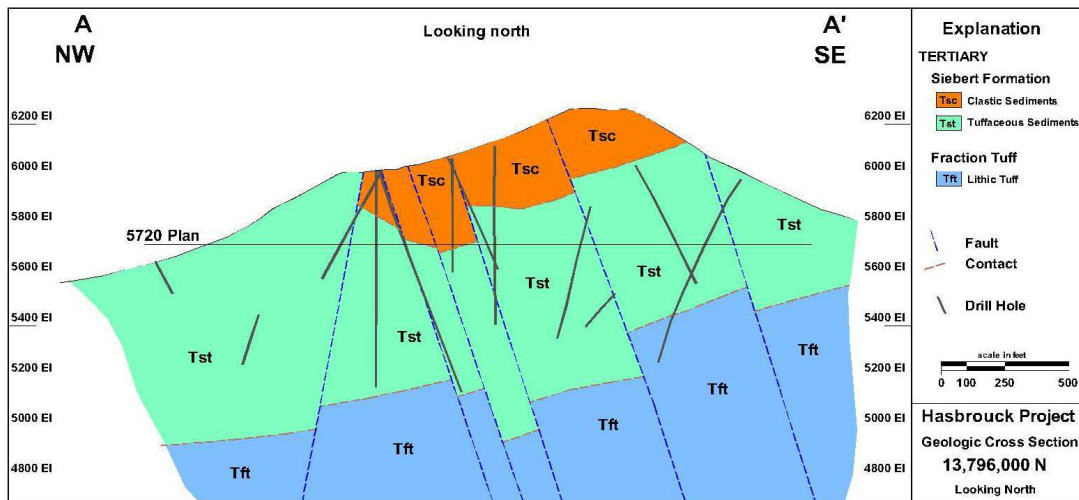 A
NW
Looking north
A'
SE
6200 El
6000 El
5800 El
5600 El
5400 El
5200 El
5000 El
4800 El
6200 El
6000 El
5800 El
5600 El
5400 El
5200 El
5000 El
4800 El
5720 Plan
Tsc
Tsc
Tsc
Tst
Tst
Tst
Tst
Tst
Tft
Tft
Tft
Tft
Tft
Explanation
TERTIARY
Siebert Formation
Tsc Clastic Sediments
Tst Tuffaceous Sediments
Fraction Tuff
Tft Lithic Tuff
Fault
Contact
Drill Hole
scale in feet
0 100 250 500
Hasbrouck Project
Geologic Cross Section
13,796,000 N
Looking North